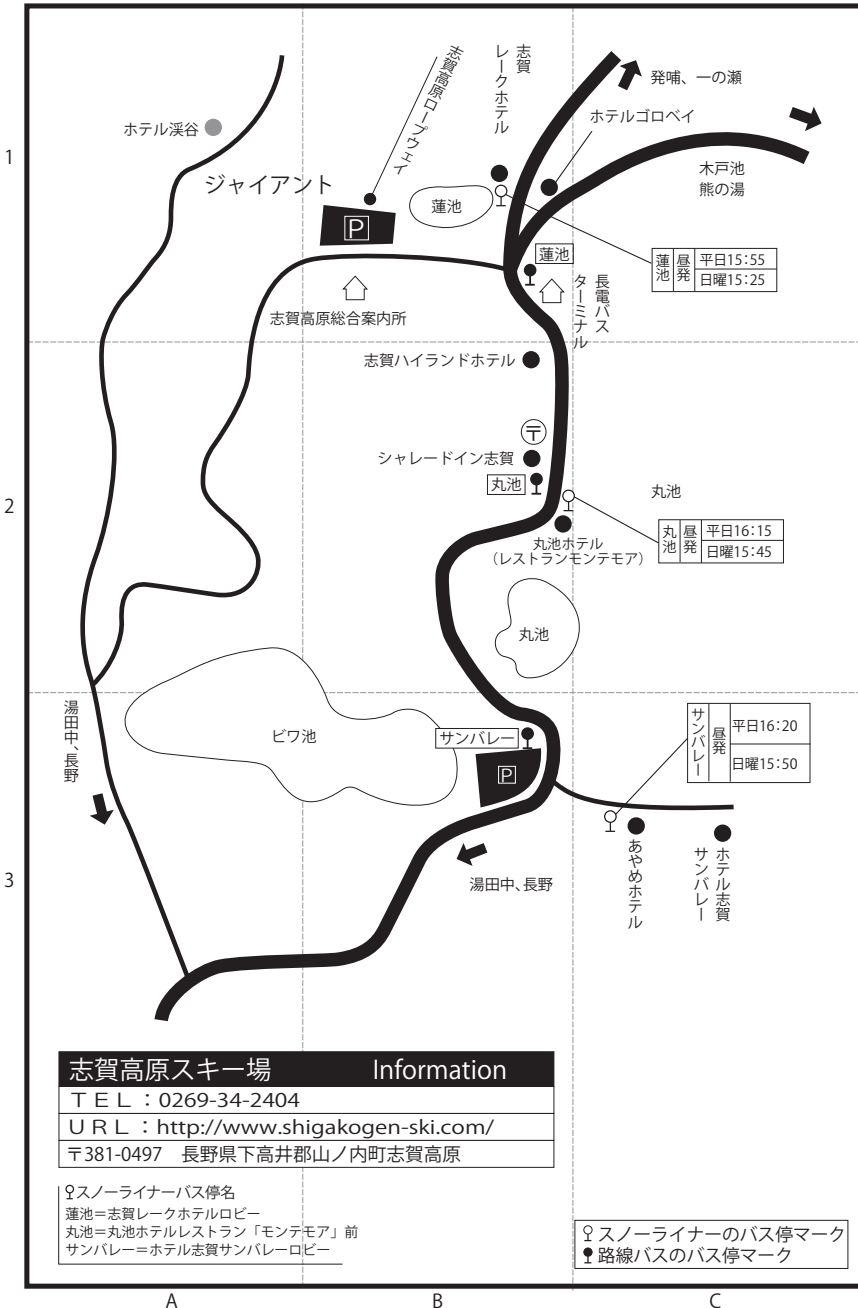 志賀高原ロープウェイ
志賀
レークホテル
発哺、一の瀬
ホテルゴロベイ
ホテル渓谷
1
ジャイアント
木戸池
熊の湯
蓮池
P
蓮池
蓮池 昼発 平日15:55
日曜15:25
長電バス
ターミナル
志賀高原総合案内所
志賀ハイランドホテル
〒
シャレードイン志賀
丸池
2
丸池
丸池 昼発 平日16:15
日曜15:45
丸池ホテル
(レストランモンテモア)
丸池
湯田中、長野
ビワ池
サンバレー
P
サンバレー 昼発 平日16:20
日曜15:50
3
湯田中、長野
あやめホテル
ホテル志賀
サンバレー
志賀高原スキー場 Information
TEL:0269-34-2404
URL:http://www.shigakogen-ski.com/
〒381-0497 長野県下高井郡山ノ内町志賀高原
スノーライナーバス停名
蓮池=志賀レークホテルロビー
丸池=丸池ホテルレストラン「モンテモア」前
サンバレー=ホテル志賀サンバレーロビー
スノーライナーのバス停マーク
路線バスのバス停マーク
A B C